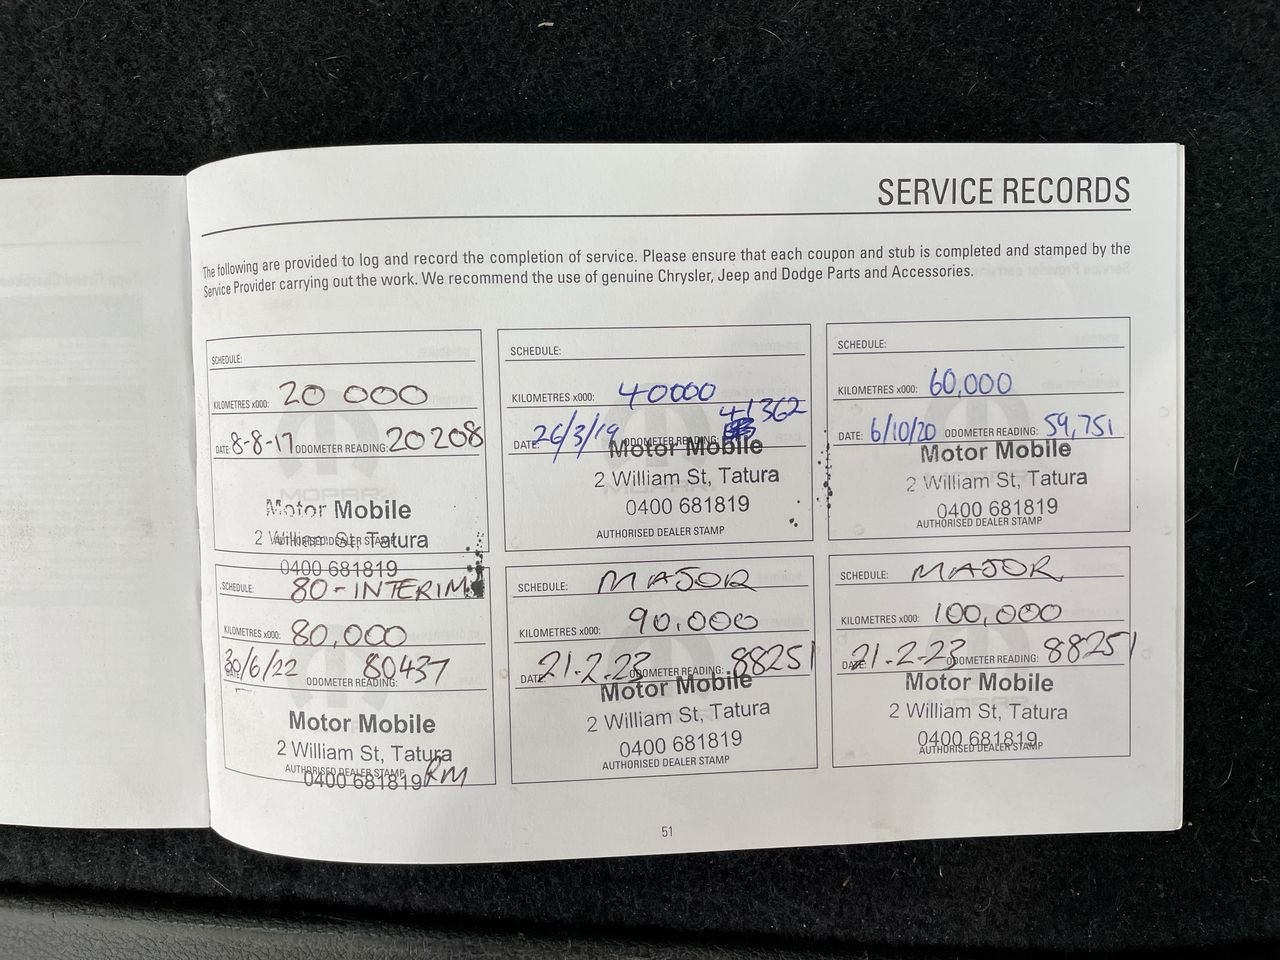 SERVICE RECORDS
The following are provided to log and record the completion of service. Please ensure that each coupon and stub is completed and stamped by the
Service Provider carrying out the work. We recommend the use of genuine Chrysler, Jeep and Dodge Parts and Accessories.
SCHEDULE:
KILOMETRES x000: 20 000
DATE: 8-8-17 ODOMETER READING: 20208
MOPAR
Motor Mobile
2 William St, Tatura
AUTHORISED DEALER STAMP
0400 681819
SCHEDULE:
KILOMETRES x000: 40000
41362
DATE: 26/3/19 ODOMETER READING:
Motor Mobile
2 William St, Tatura
0400 681819
AUTHORISED DEALER STAMP
SCHEDULE:
KILOMETRES x000: 60,000
DATE: 6/10/20 ODOMETER READING: 59,751
Motor Mobile
2 William St, Tatura
0400 681819
AUTHORISED DEALER STAMP
SCHEDULE: 80-INTERIM
KILOMETRES x000: 80,000
DATE: 30/6/22 ODOMETER READING: 80437
Motor Mobile
2 William St, Tatura
AUTHORISED DEALER STAMP
0400 681819 RM
SCHEDULE: MAJOR
KILOMETRES x000: 90,000
DATE: 21-2-23 ODOMETER READING: 88251
Motor Mobile
2 William St, Tatura
0400 681819
AUTHORISED DEALER STAMP
SCHEDULE: MAJOR
KILOMETRES x000: 100,000
DATE: 21-2-23 ODOMETER READING: 88251
Motor Mobile
2 William St, Tatura
0400 681819
AUTHORISED DEALER STAMP
51